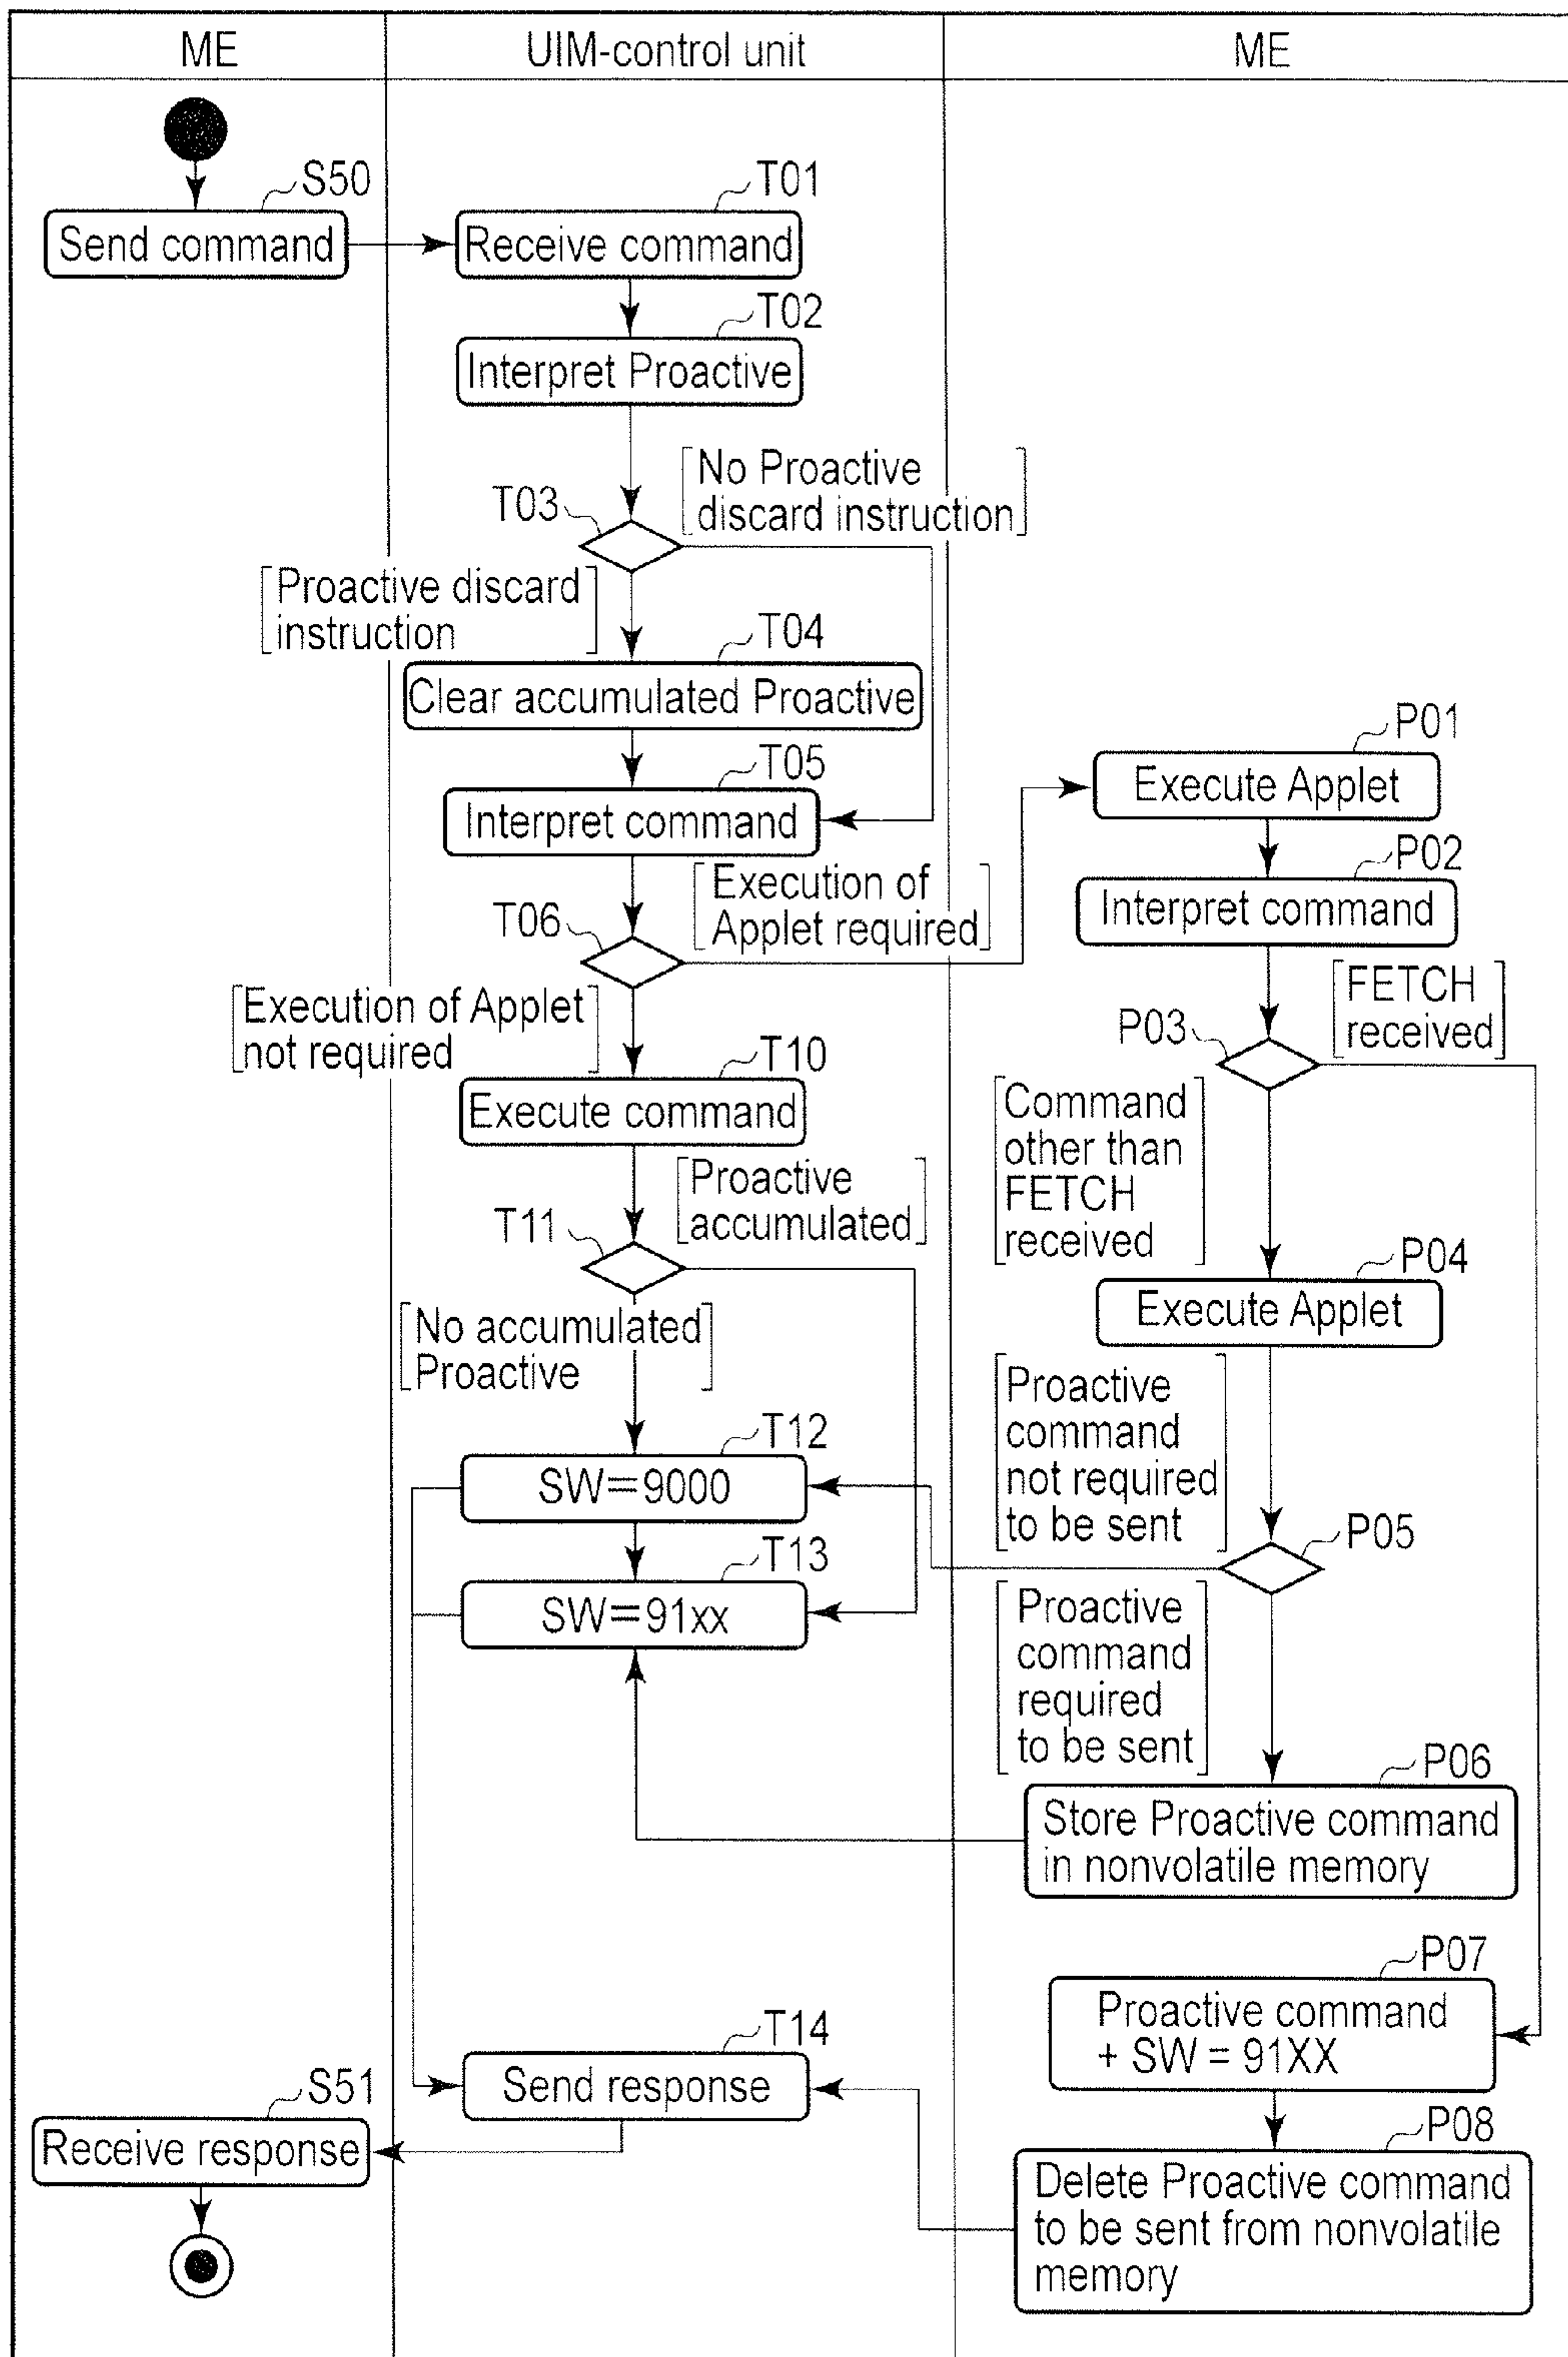 ME
UIM-control unit
ME
S50
Send command
T01
Receive command
T02
Interpret Proactive
T03
No Proactive
discard instruction
Proactive discard
instruction
T04
Clear accumulated Proactive
T05
Interpret command
P01
Execute Applet
P02
Interpret command
T06
Execution of
Applet required
Execution of Applet
not required
P03
FETCH
received
T10
Execute command
Command
other than
FETCH
received
T11
Proactive
accumulated
P04
Execute Applet
No accumulated
Proactive
Proactive
command
not required
to be sent
T12
SW=9000
P05
T13
SW=91xx
Proactive
command
required
to be sent
P06
Store Proactive command
in nonvolatile memory
P07
Proactive command
+ SW = 91XX
T14
Send response
S51
Receive response
P08
Delete Proactive command
to be sent from nonvolatile
memory